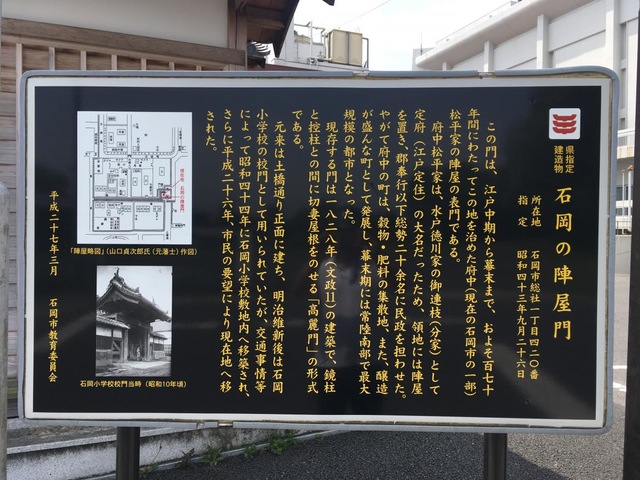 県指定
建造物
石岡の陣屋門
所在地　石岡市総社一丁目四二〇番
指　定　昭和四十三年九月二十六日
この門は、江戸中期から幕末まで、およそ百七十
年間にわたってこの地を治めた府中（現在の石岡市の一部）
松平家の陣屋の表門である。
府中松平家は、水戸徳川家の御連枝（分家）として
定府（江戸定住）の大名だったため、領地には陣屋
を置き、郡奉行以下総勢二十余名に民政を担わせた。
やがて府中の町は、穀物・肥料の集散地、また、醸造
が盛んな町として発展し、幕末期には常陸南部で最大
規模の都市となった。
現存する門は一八二八年（文政11）の建築で、鏡柱
と控柱との間に切妻屋根をのせる「高麗門」の形式
である。
元来は土橋通り正面に建ち、明治維新後は石岡
小学校の校門として用いられていたが、交通事情等
によって昭和四十四年に石岡小学校敷地内へ移築され、
さらに平成二十六年、市民の要望により現在地へ移
された。
「陣屋略図」（山口貞次郎氏（元藩士）作図）
石岡小学校校門当時（昭和10年頃）
平成二十七年三月　石岡市教育委員会